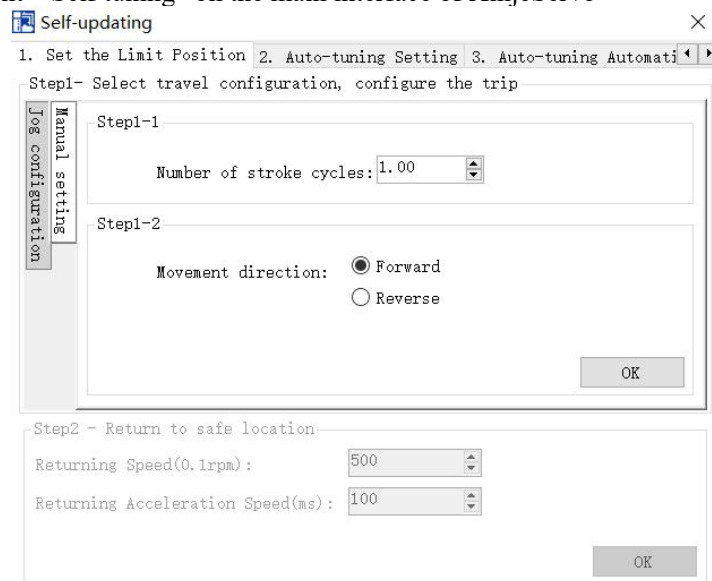 Self-updating
1. Set the Limit Position 2. Auto-tuning Setting 3. Auto-tuning Automati
Step1- Select travel configuration, configure the trip
Jog configuration
Manual setting
Step1-1
Number of stroke cycles: 1.00
Step1-2
Movement direction: Forward
Reverse
OK
Step2 - Return to safe location
Returning Speed(0.1rpm): 500
Returning Acceleration Speed(ms): 100
OK